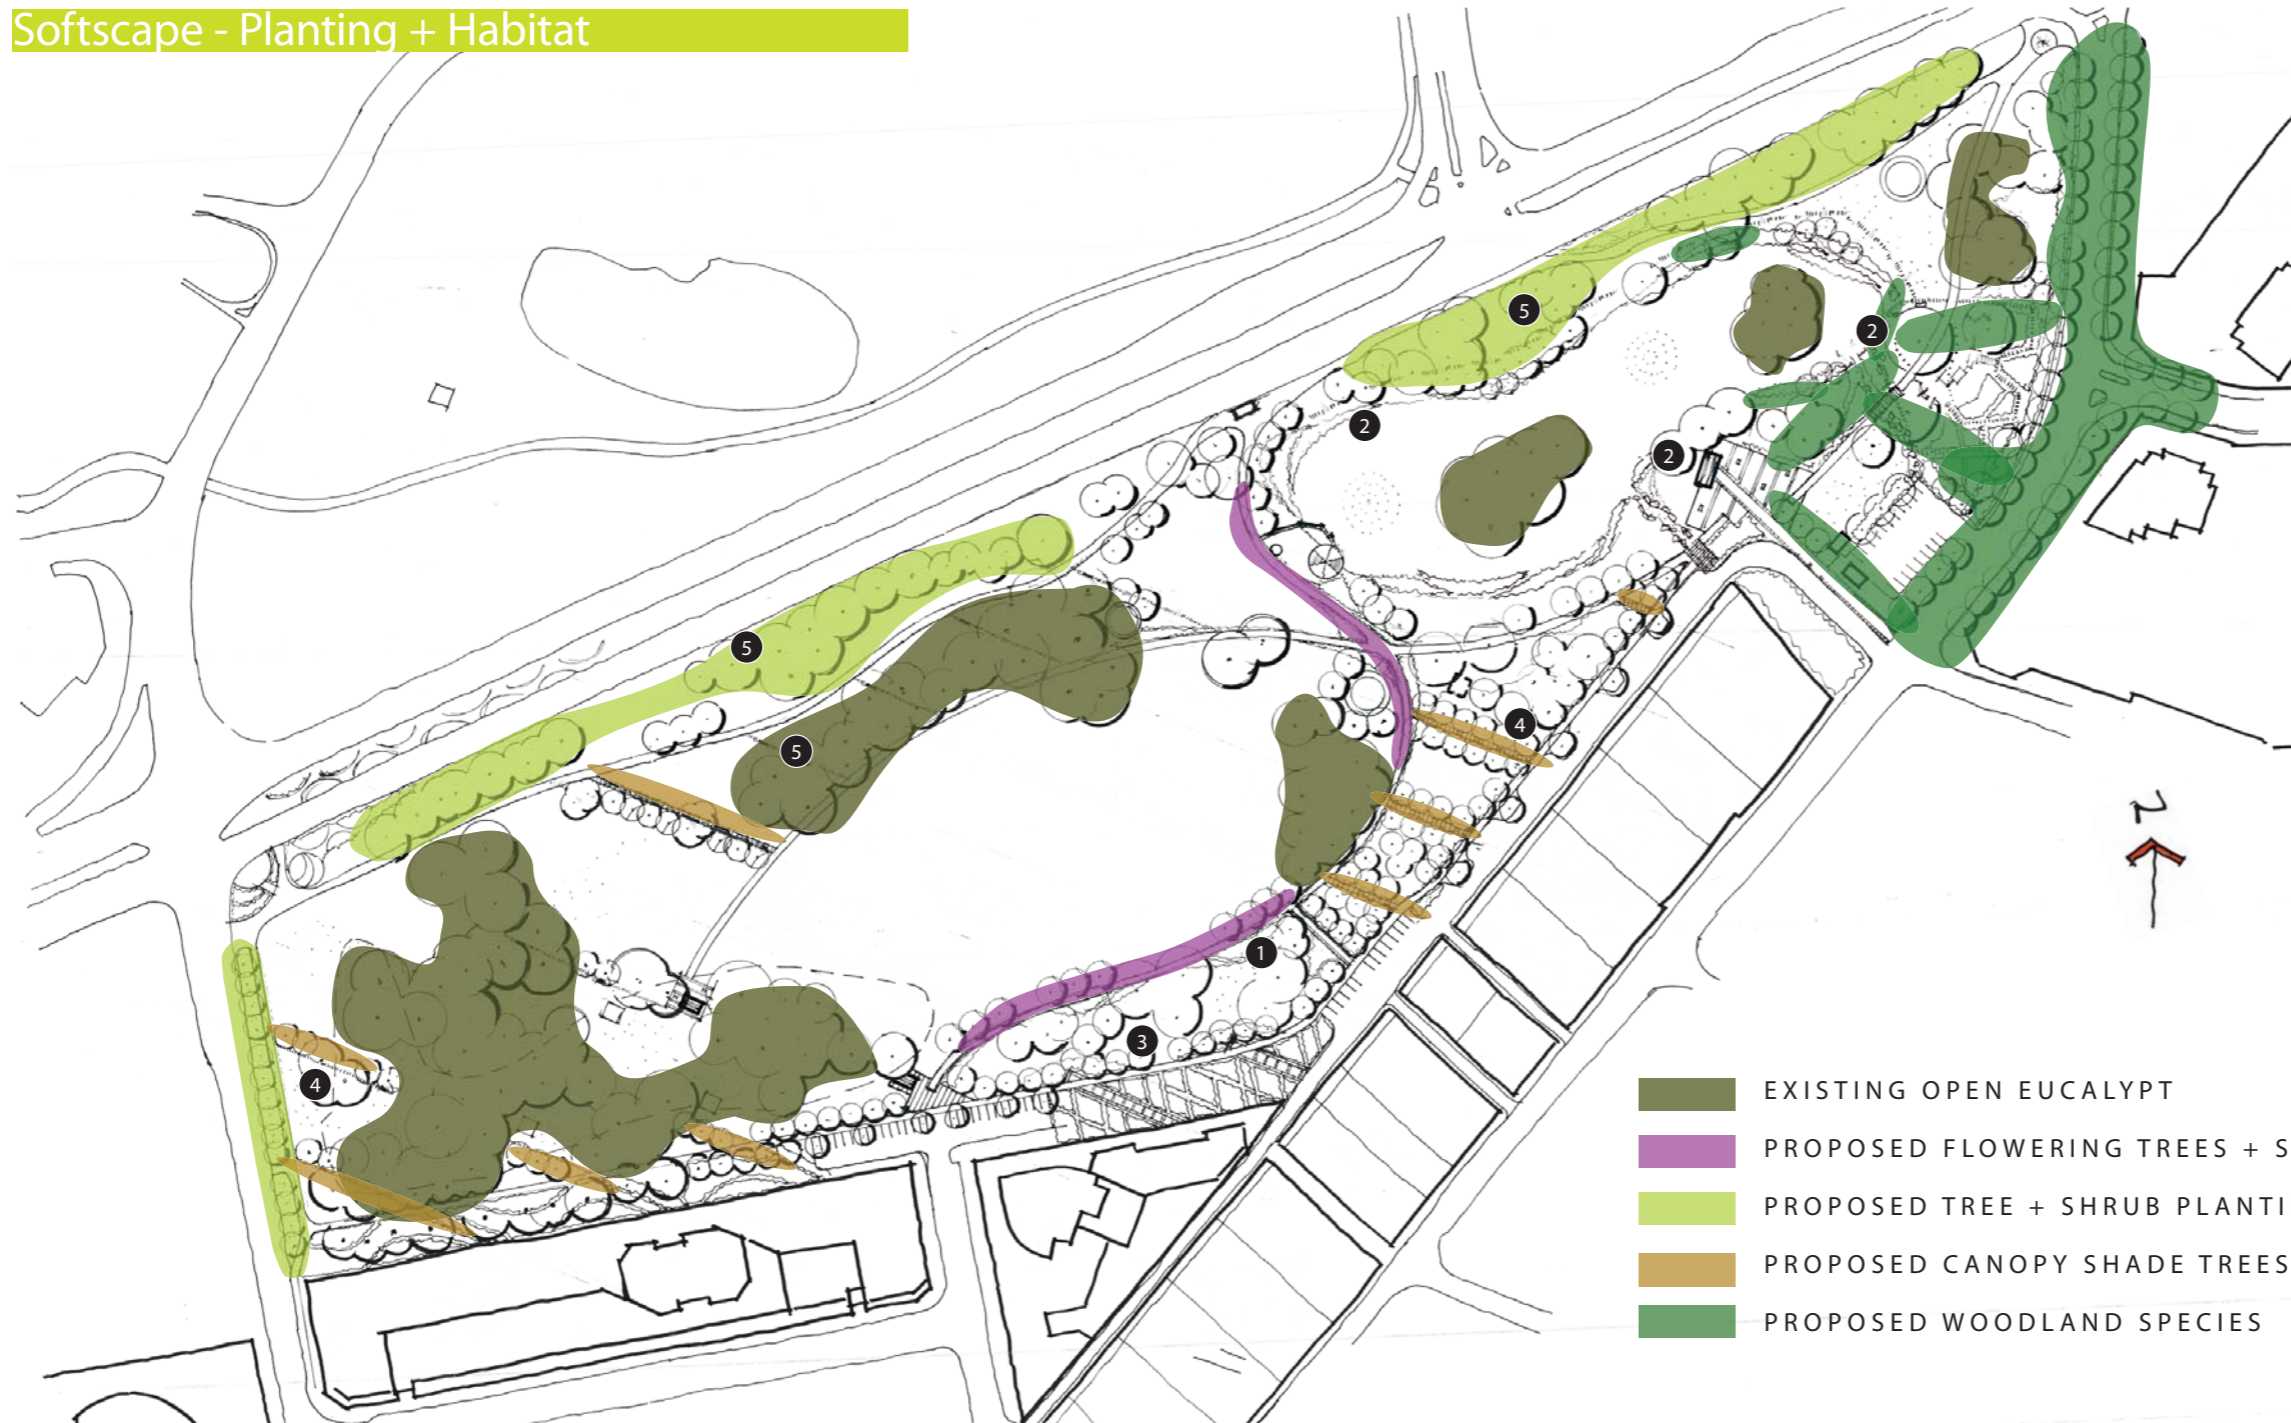 Softscape - Planting + Habitat
5
2
2
2
5
5
4
1
3
4
N
EXISTING OPEN EUCALYPT
PROPOSED FLOWERING TREES + S
PROPOSED TREE + SHRUB PLANTI
PROPOSED CANOPY SHADE TREES
PROPOSED WOODLAND SPECIES